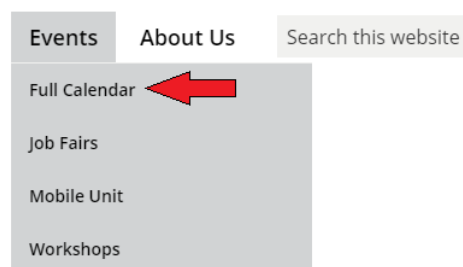 Events About Us Search this website
Full Calendar
Job Fairs
Mobile Unit
Workshops